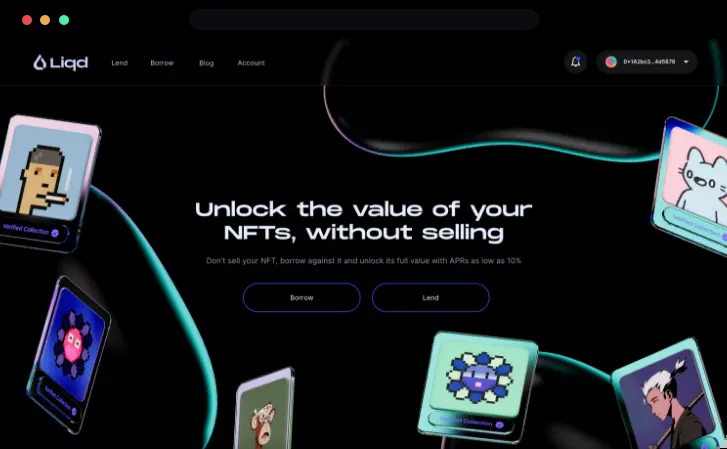 Liqd
Lend
Borrow
Blog
Account
0x1A2bc3...4d5678
Unlock the value of your
NFTs, without selling
Don't sell your NFT, borrow against it and unlock its full value with APRs as low as 10%
Borrow
Lend
Verified Collection
Verified Collection
Verified Collection
Verified Collection